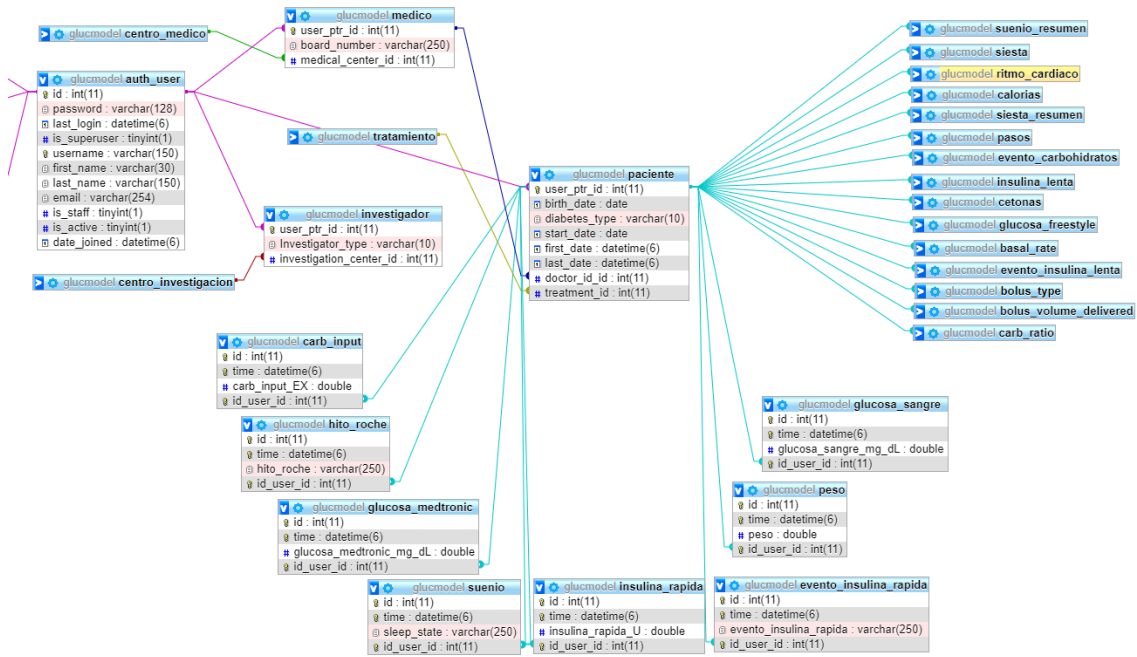 glucmodel centro_medico
glucmodel medico
user_ptr_id : int(11)
board_number : varchar(250)
# medical_center_id : int(11)
glucmodel auth_user
id : int(11)
password : varchar(128)
last_login : datetime(6)
# is_superuser : tinyint(1)
username : varchar(150)
first_name : varchar(30)
last_name : varchar(150)
email : varchar(254)
# is_staff : tinyint(1)
# is_active : tinyint(1)
date_joined : datetime(6)
glucmodel tratamiento
glucmodel investigador
user_ptr_id : int(11)
Investigator_type : varchar(10)
# investigation_center_id : int(11)
glucmodel centro_investigacion
glucmodel paciente
user_ptr_id : int(11)
birth_date : date
diabetes_type : varchar(10)
start_date : date
first_date : datetime(6)
last_date : datetime(6)
# doctor_id_id : int(11)
# treatment_id : int(11)
glucmodel suenio_resumen
glucmodel siesta
glucmodel ritmo_cardiaco
glucmodel calorias
glucmodel siesta_resumen
glucmodel pasos
glucmodel evento_carbohidratos
glucmodel insulina_lenta
glucmodel cetonas
glucmodel glucosa_freestyle
glucmodel basal_rate
glucmodel evento_insulina_lenta
glucmodel bolus_type
glucmodel bolus_volume_delivered
glucmodel carb_ratio
glucmodel carb_input
id : int(11)
time : datetime(6)
# carb_input_EX : double
id_user_id : int(11)
glucmodel hito_roche
id : int(11)
time : datetime(6)
hito_roche : varchar(250)
id_user_id : int(11)
glucmodel glucosa_medtronic
id : int(11)
time : datetime(6)
# glucosa_medtronic_mg_dL : double
id_user_id : int(11)
glucmodel suenio
id : int(11)
time : datetime(6)
sleep_state : varchar(250)
id_user_id : int(11)
glucmodel insulina_rapida
id : int(11)
time : datetime(6)
# insulina_rapida_U : double
id_user_id : int(11)
glucmodel glucosa_sangre
id : int(11)
time : datetime(6)
# glucosa_sangre_mg_dL : double
id_user_id : int(11)
glucmodel peso
id : int(11)
time : datetime(6)
# peso : double
id_user_id : int(11)
glucmodel evento_insulina_rapida
id : int(11)
time : datetime(6)
evento_insulina_rapida : varchar(250)
id_user_id : int(11)